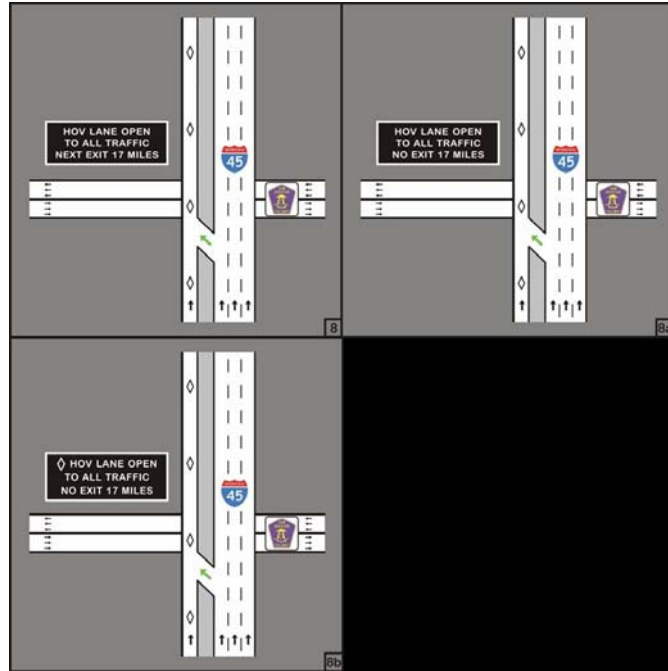 HOV LANE OPEN
TO ALL TRAFFIC
NEXT EXIT 17 MILES
45
8
HOV LANE OPEN
TO ALL TRAFFIC
NO EXIT 17 MILES
45
8a
◊ HOV LANE OPEN
TO ALL TRAFFIC
NO EXIT 17 MILES
45
8b